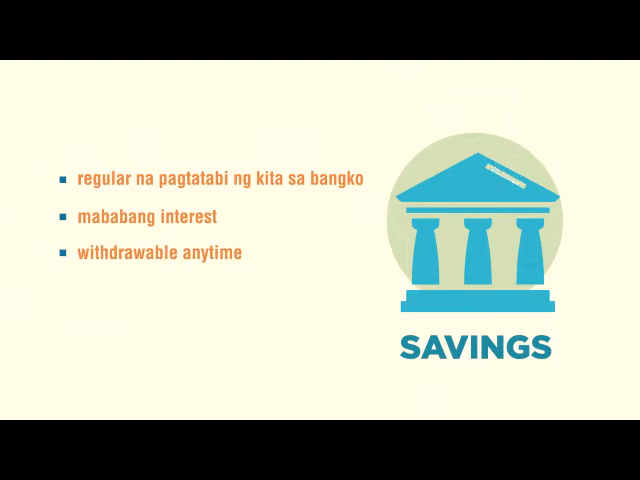 regular na pagtatabi ng kita sa bangko
mababang interest
withdrawable anytime
SAVINGS